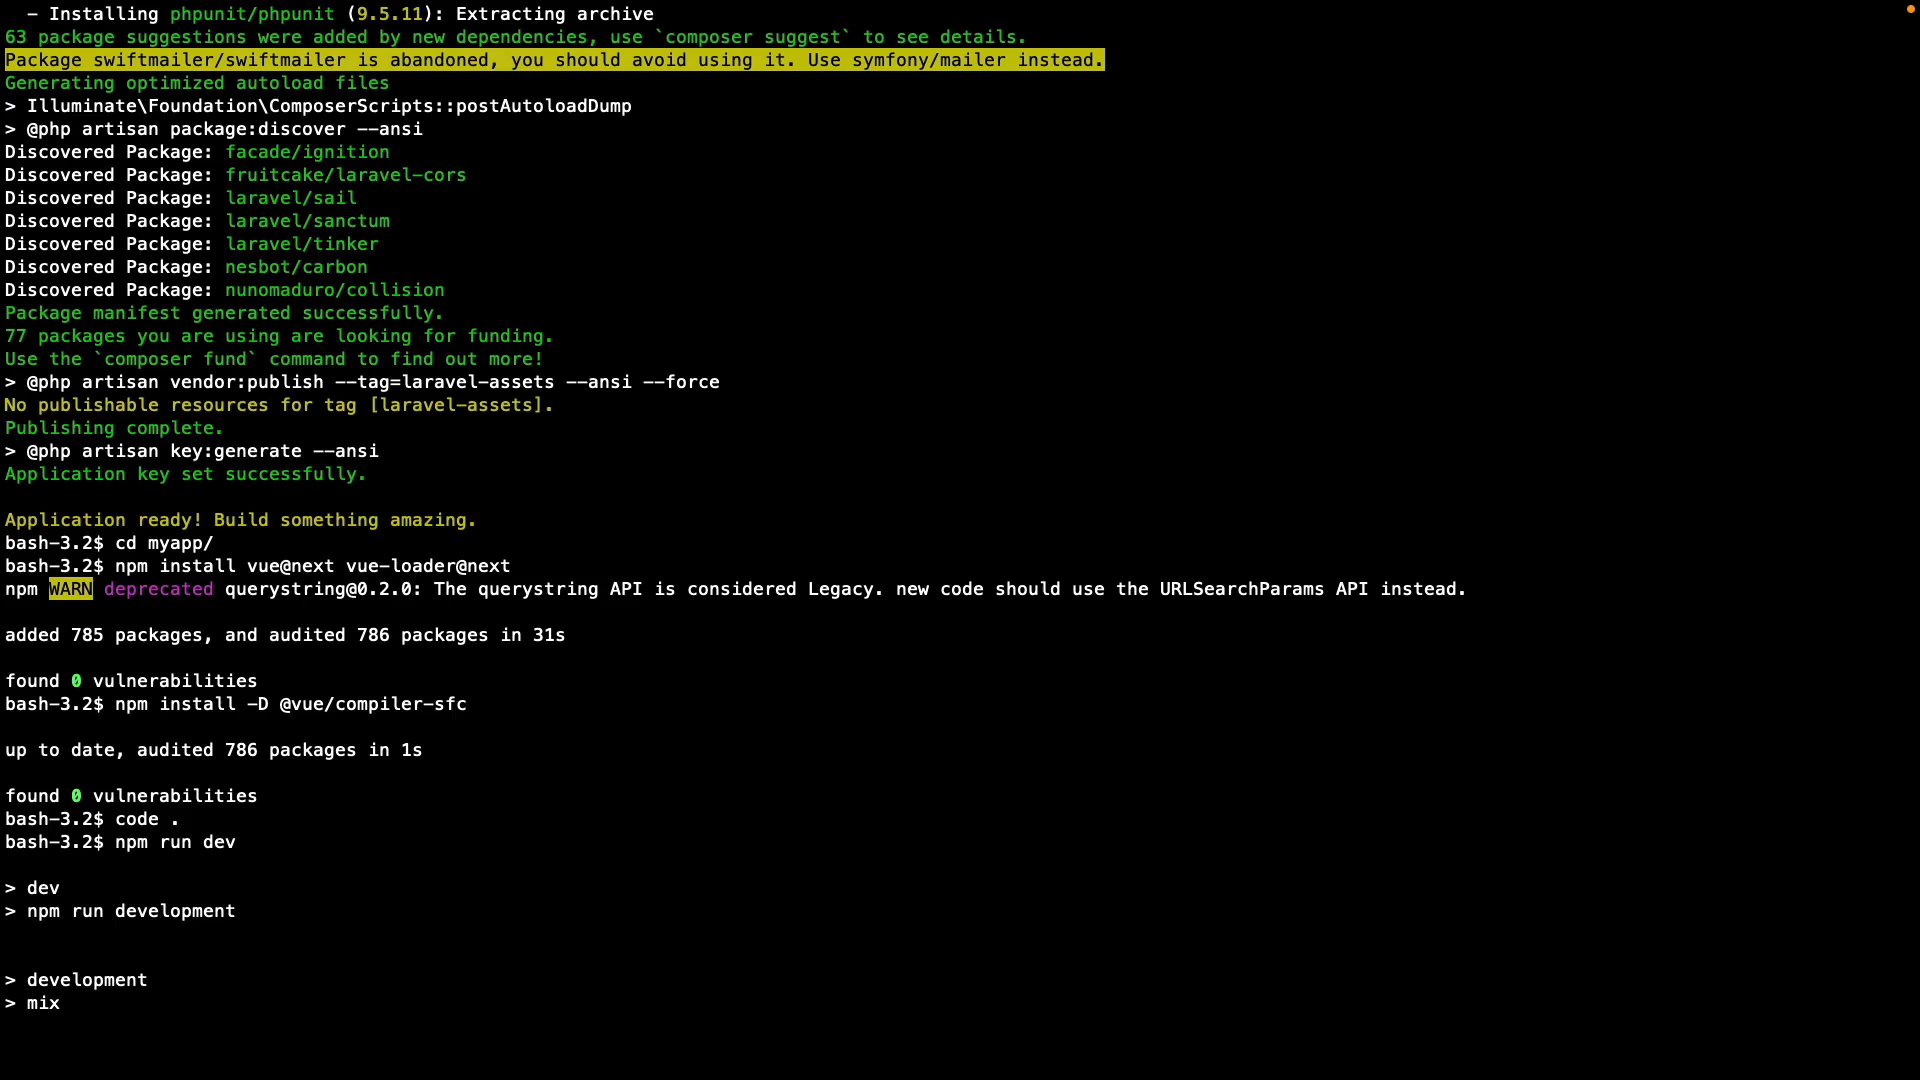 - Installing phpunit/phpunit (9.5.11): Extracting archive
63 package suggestions were added by new dependencies, use `composer suggest` to see details.
Package swiftmailer/swiftmailer is abandoned, you should avoid using it. Use symfony/mailer instead.
Generating optimized autoload files
> Illuminate\Foundation\ComposerScripts::postAutoloadDump
> @php artisan package:discover --ansi
Discovered Package: facade/ignition
Discovered Package: fruitcake/laravel-cors
Discovered Package: laravel/sail
Discovered Package: laravel/sanctum
Discovered Package: laravel/tinker
Discovered Package: nesbot/carbon
Discovered Package: nunomaduro/collision
Package manifest generated successfully.
77 packages you are using are looking for funding.
Use the `composer fund` command to find out more!
> @php artisan vendor:publish --tag=laravel-assets --ansi --force
No publishable resources for tag [laravel-assets].
Publishing complete.
> @php artisan key:generate --ansi
Application key set successfully.
Application ready! Build something amazing.
bash-3.2$ cd myapp/
bash-3.2$ npm install vue@next vue-loader@next
npm WARN deprecated querystring@0.2.0: The querystring API is considered Legacy. new code should use the URLSearchParams API instead.
added 785 packages, and audited 786 packages in 31s
found 0 vulnerabilities
bash-3.2$ npm install -D @vue/compiler-sfc
up to date, audited 786 packages in 1s
found 0 vulnerabilities
bash-3.2$ code .
bash-3.2$ npm run dev
> dev
> npm run development
> development
> mix